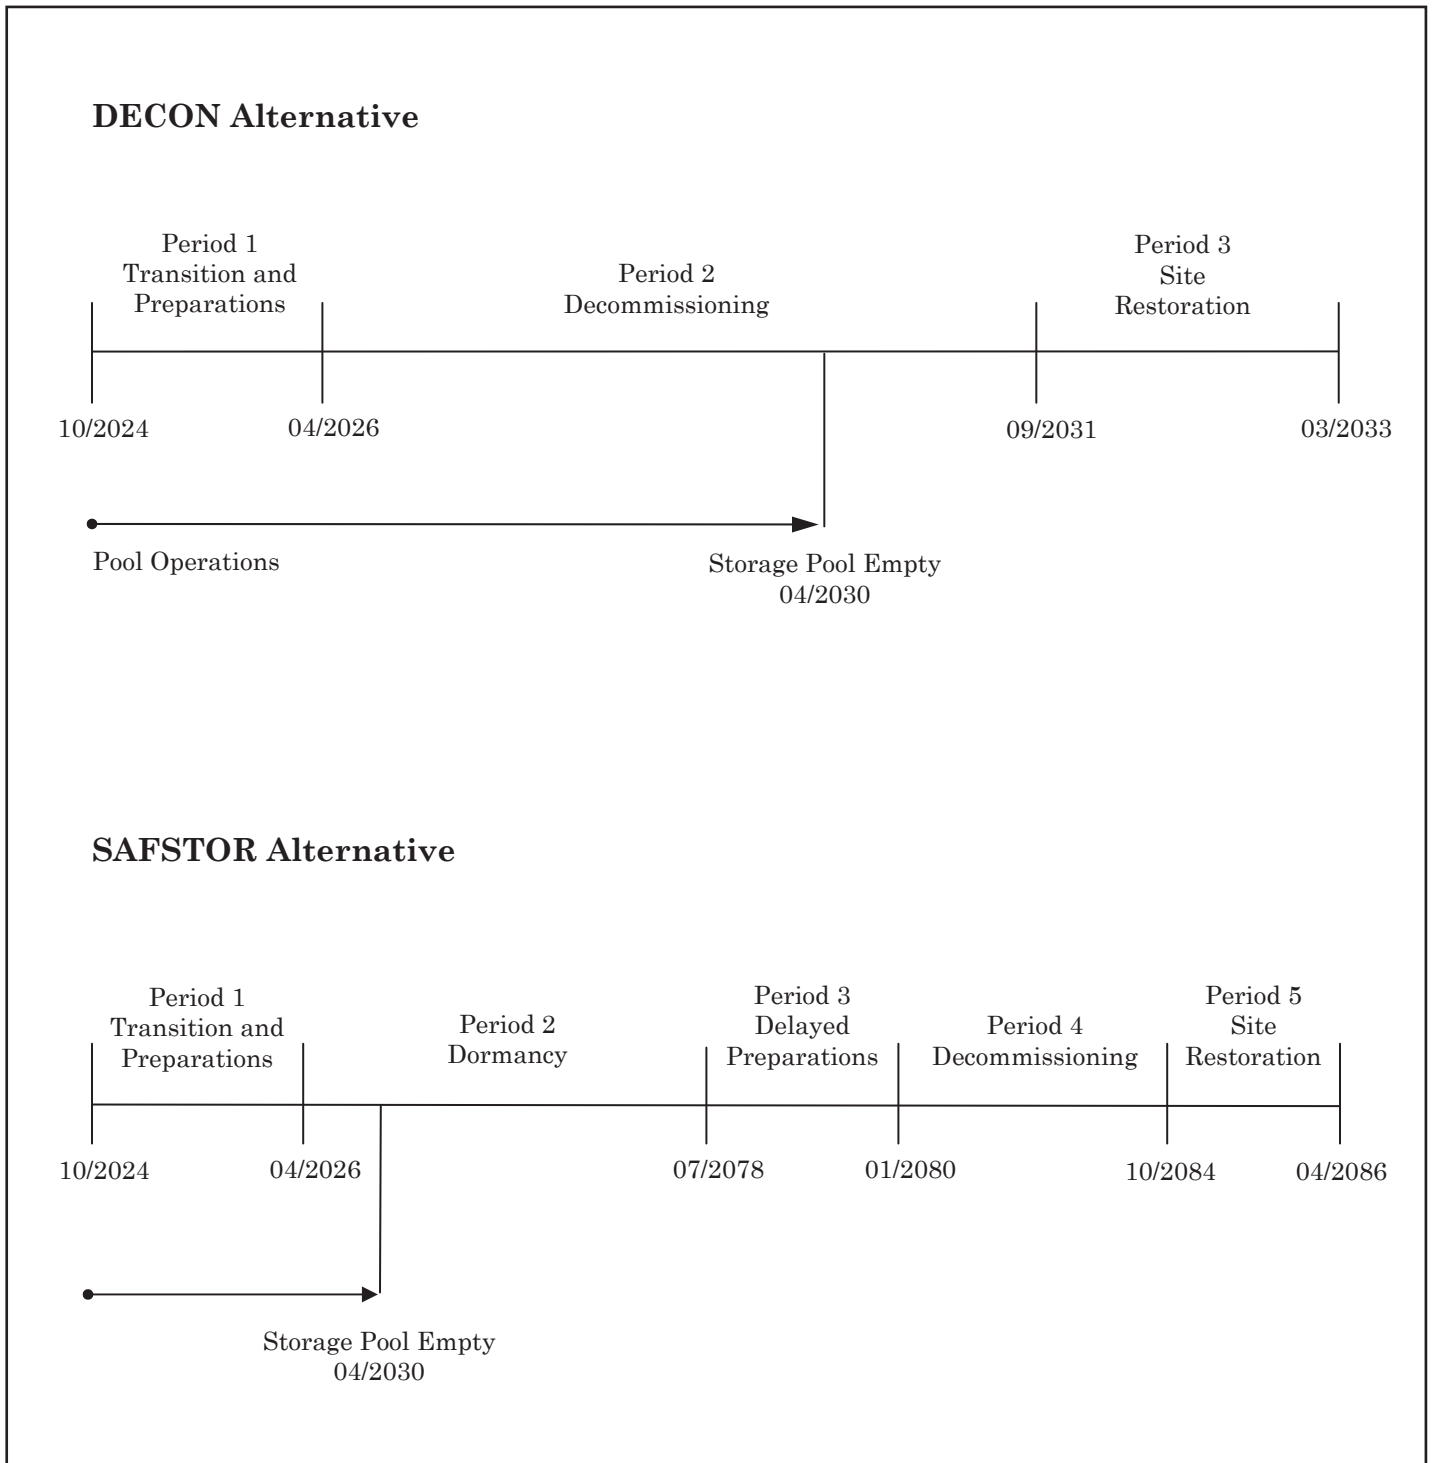 DECON Alternative
Period 1
Transition and
Preparations
Period 2
Decommissioning
Period 3
Site
Restoration
10/2024
04/2026
09/2031
03/2033
Pool Operations
Storage Pool Empty
04/2030
SAFSTOR Alternative
Period 1
Transition and
Preparations
Period 2
Dormancy
Period 3
Delayed
Preparations
Period 4
Decommissioning
Period 5
Site
Restoration
10/2024
04/2026
07/2078
01/2080
10/2084
04/2086
Storage Pool Empty
04/2030